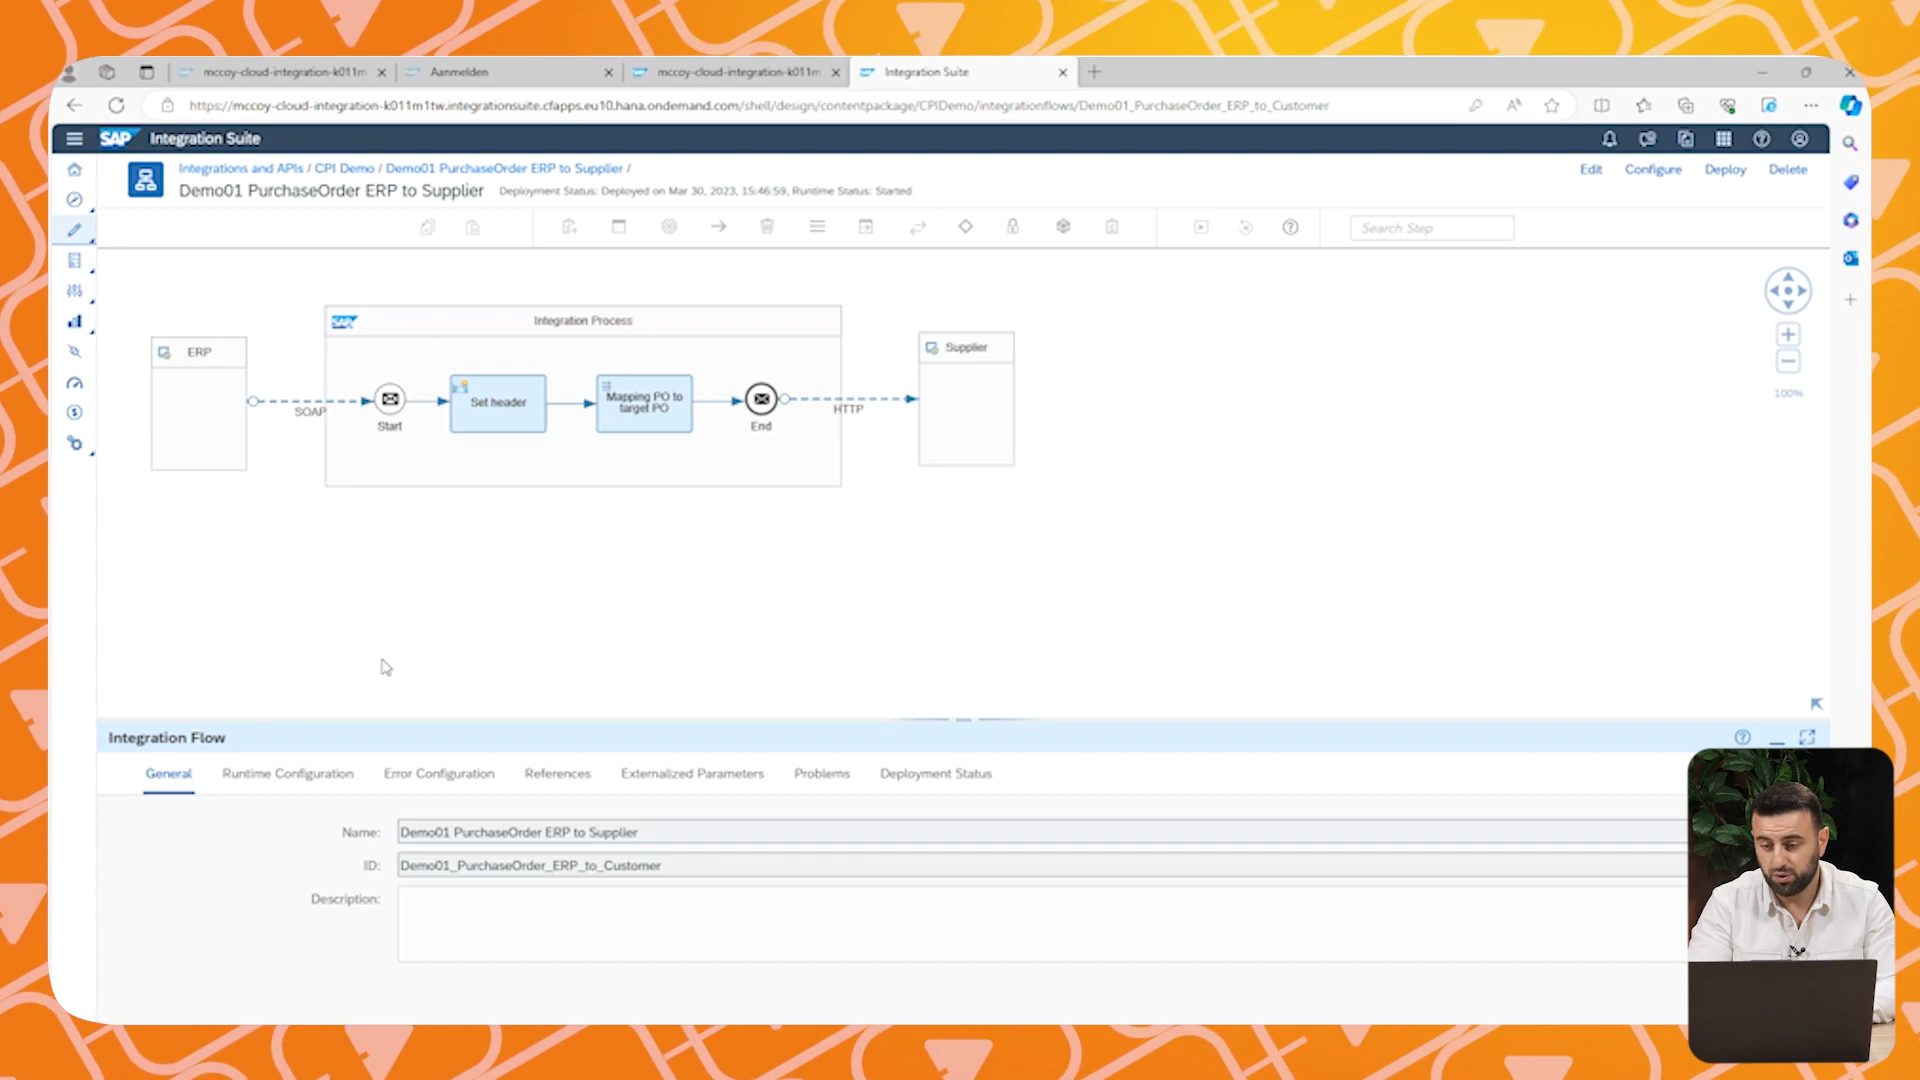 mccoy-cloud-integration-k011m
Aanmelden
mccoy-cloud-integration-k011m
Integration Suite
https://mccoy-cloud-integration-k011m1tw.integrationsuite.cfapps.eu10.hana.ondemand.com/shell/design/contentpackage/CPIDemo/integrationflows/Demo01_PurchaseOrder_ERP_to_Customer
SAP Integration Suite
Integrations and APIs / CPI Demo / Demo01 PurchaseOrder ERP to Supplier /
Edit Configure Deploy Delete
Demo01 PurchaseOrder ERP to Supplier Deployment Status: Deployed on Mar 30, 2023, 15:46:59, Runtime Status: Started
Search Step
SAP Integration Process
ERP
Supplier
SOAP
Start
Set header
Mapping PO to
target PO
End
HTTP
100%
Integration Flow
General Runtime Configuration Error Configuration References Externalized Parameters Problems Deployment Status
Name: Demo01 PurchaseOrder ERP to Supplier
ID: Demo01_PurchaseOrder_ERP_to_Customer
Description: